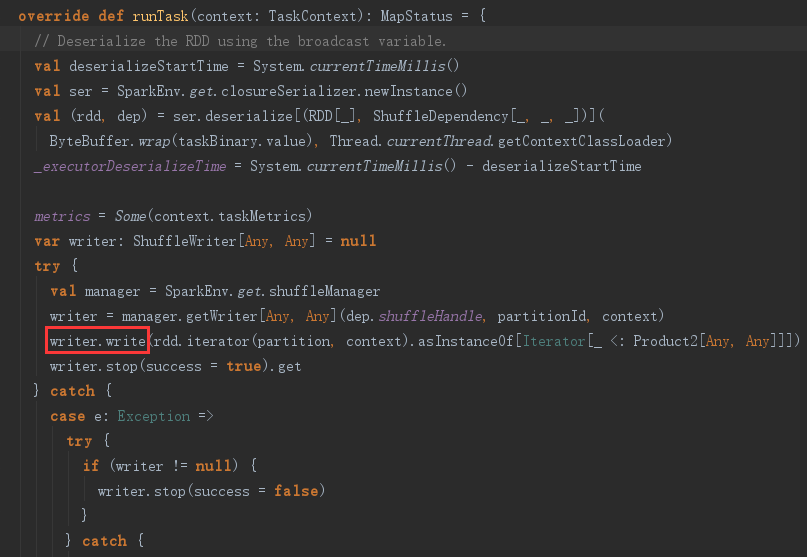 override def runTask(context: TaskContext): MapStatus = {
// Deserialize the RDD using the broadcast variable.
val deserializeStartTime = System.currentTimeMillis()
val ser = SparkEnv.get.closureSerializer.newInstance()
val (rdd, dep) = ser.deserialize[(RDD[_], ShuffleDependency[_, _, _])](
ByteBuffer.wrap(taskBinary.value), Thread.currentThread.getContextClassLoader)
_executorDeserializeTime = System.currentTimeMillis() - deserializeStartTime
metrics = Some(context.taskMetrics)
var writer: ShuffleWriter[Any, Any] = null
try {
val manager = SparkEnv.get.shuffleManager
writer = manager.getWriter[Any, Any](dep.shuffleHandle, partitionId, context)
writer.write(rdd.iterator(partition, context).asInstanceOf[Iterator[_ <: Product2[Any, Any]]])
writer.stop(success = true).get
} catch {
case e: Exception =>
try {
if (writer != null) {
writer.stop(success = false)
}
} catch {